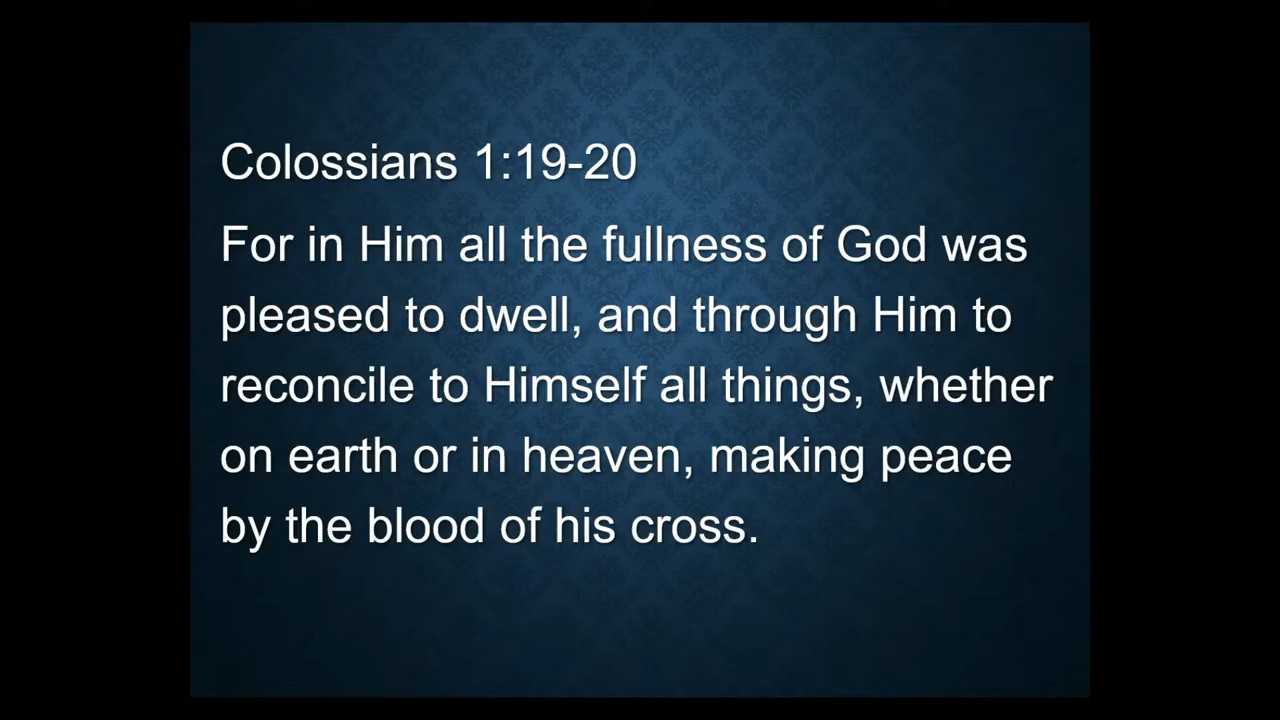 Colossians 1:19-20
For in Him all the fullness of God was
pleased to dwell, and through Him to
reconcile to Himself all things, whether
on earth or in heaven, making peace
by the blood of his cross.